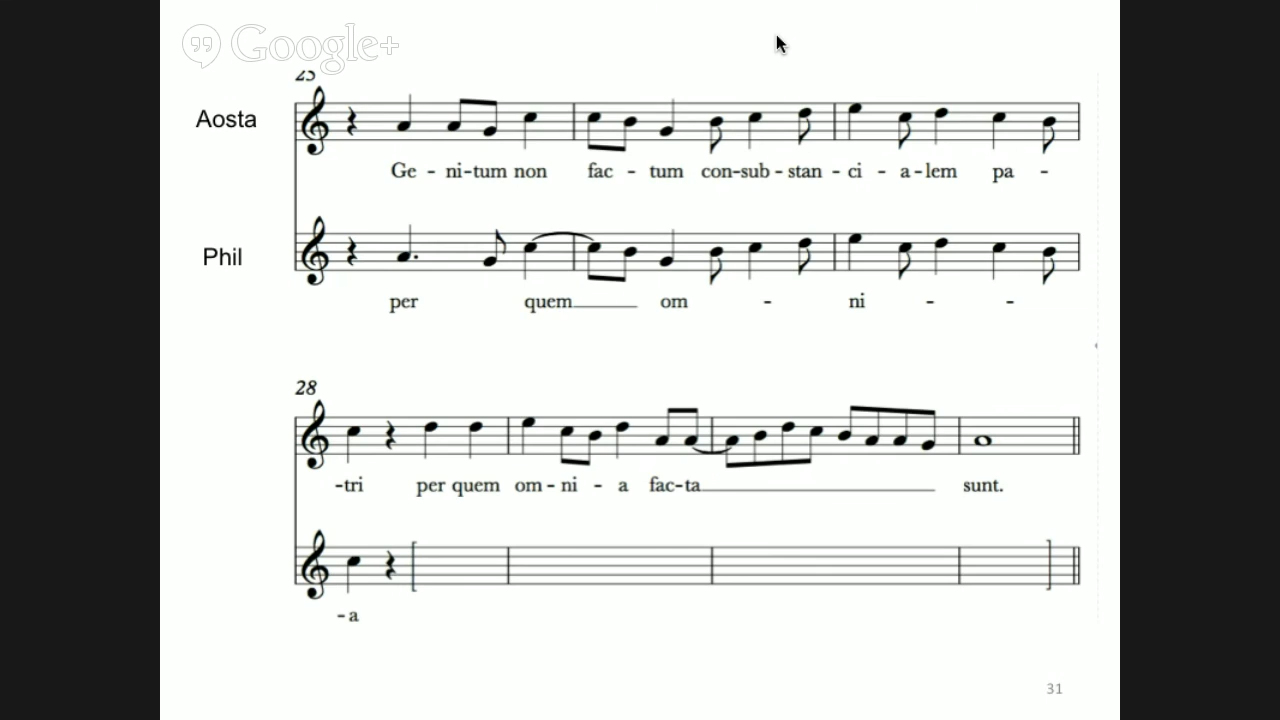 Google+
25
Aosta
Ge - ni-tum non fac - tum con-sub-stan - ci - a-lem pa -
Phil
per quem om - ni - -
28
-tri per quem om-ni - a fac-ta sunt.
-a
31